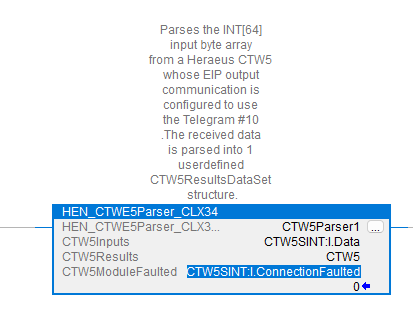 Parses the INT[64]
input byte array
from a Heraeus CTW5
whose EIP output
communication is
configured to use
the Telegram #10
.The received data
is parsed into 1
userdefined
CTW5ResultsDataSet
structure.
HEN_CTWE5Parser_CLX34
HEN_CTWE5Parser_CLX3... CTW5Parser1 ...
CTW5Inputs CTW5SINT:I.Data
CTW5Results CTW5
CTW5ModuleFaulted CTW5SINT:I.ConnectionFaulted
0